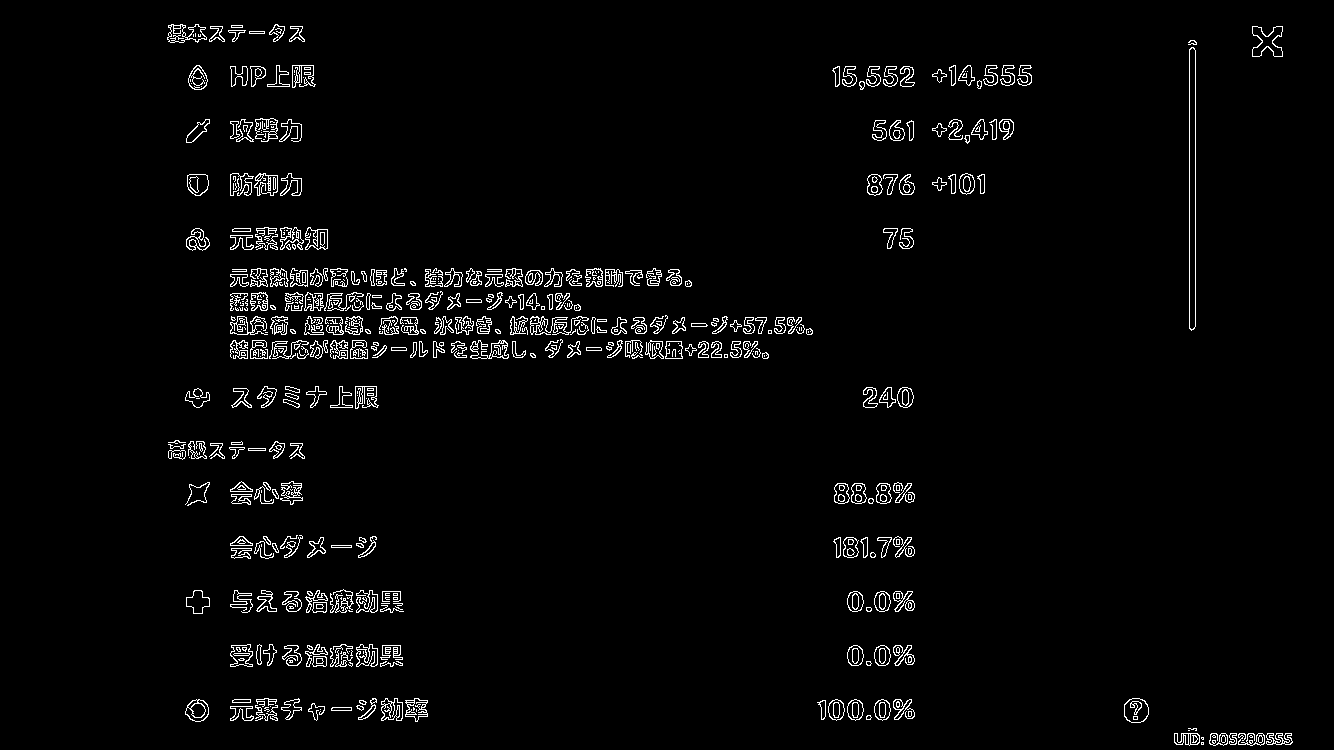 基本ステータス
HP上限 15,552 +14,555
攻撃力 561 +2,419
防御力 876 +101
元素熟知 75
元素熟知が高いほど、強力な元素の力を発動できる。
蒸発、溶解反応によるダメージ+14.1%。
過負荷、超電導、感電、氷砕き、拡散反応によるダメージ+57.5%。
結晶反応が結晶シールドを生成し、ダメージ吸収量+22.5%。
スタミナ上限 240
高級ステータス
会心率 88.8%
会心ダメージ 181.7%
与える治療効果 0.0%
受ける治療効果 0.0%
元素チャージ効率 100.0%
UID: 805280555